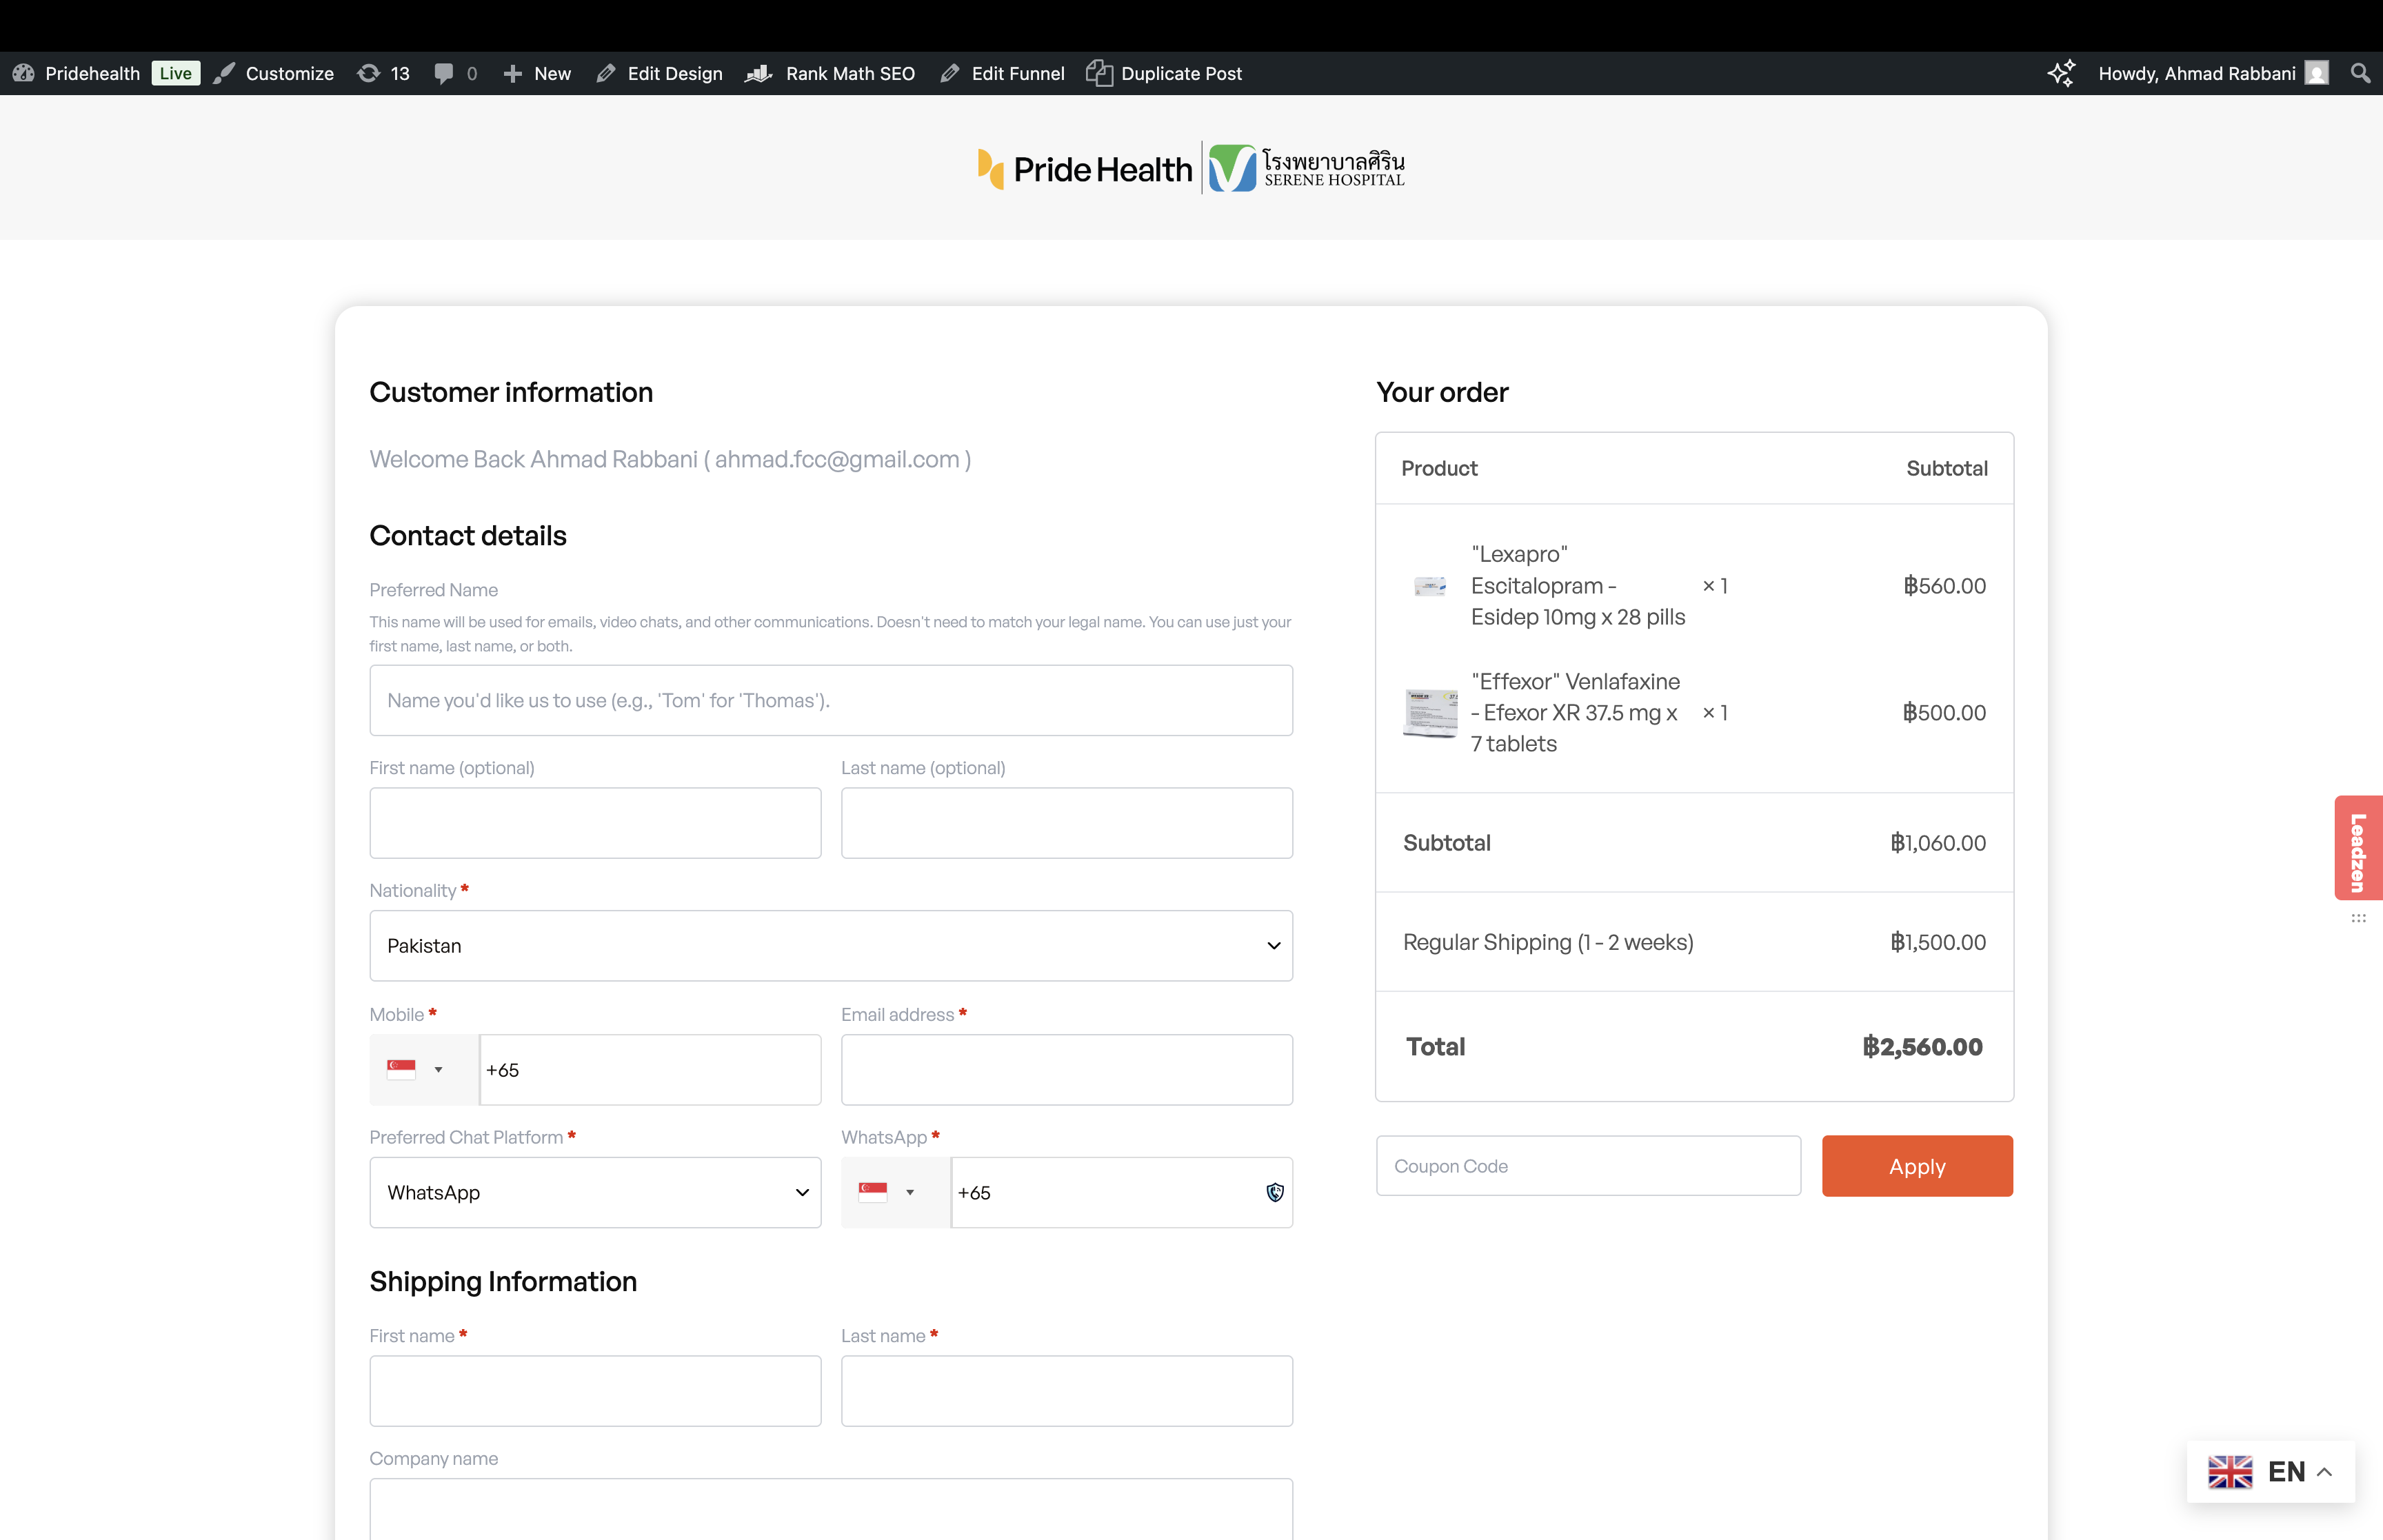 Pridehealth Live Customize 13 0 New Edit Design Rank Math SEO Edit Funnel Duplicate Post Howdy, Ahmad Rabbani
Pride Health
โรงพยาบาลศิริน
SERENE HOSPITAL
Customer information
Welcome Back Ahmad Rabbani ( ahmad.fcc@gmail.com )
Contact details
Preferred Name
This name will be used for emails, video chats, and other communications. Doesn't need to match your legal name. You can use just your
first name, last name, or both.
Name you'd like us to use (e.g., 'Tom' for 'Thomas').
First name (optional) Last name (optional)
Nationality *
Pakistan
Mobile * Email address *
+65
Preferred Chat Platform * WhatsApp *
WhatsApp +65
Shipping Information
First name * Last name *
Company name
Your order
Product Subtotal
"Lexapro"
Escitalopram - × 1 ฿560.00
Esidep 10mg x 28 pills
"Effexor" Venlafaxine
- Efexor XR 37.5 mg x × 1 ฿500.00
7 tablets
Subtotal ฿1,060.00
Regular Shipping (1 - 2 weeks) ฿1,500.00
Total ฿2,560.00
Coupon Code Apply
Leadzen
EN